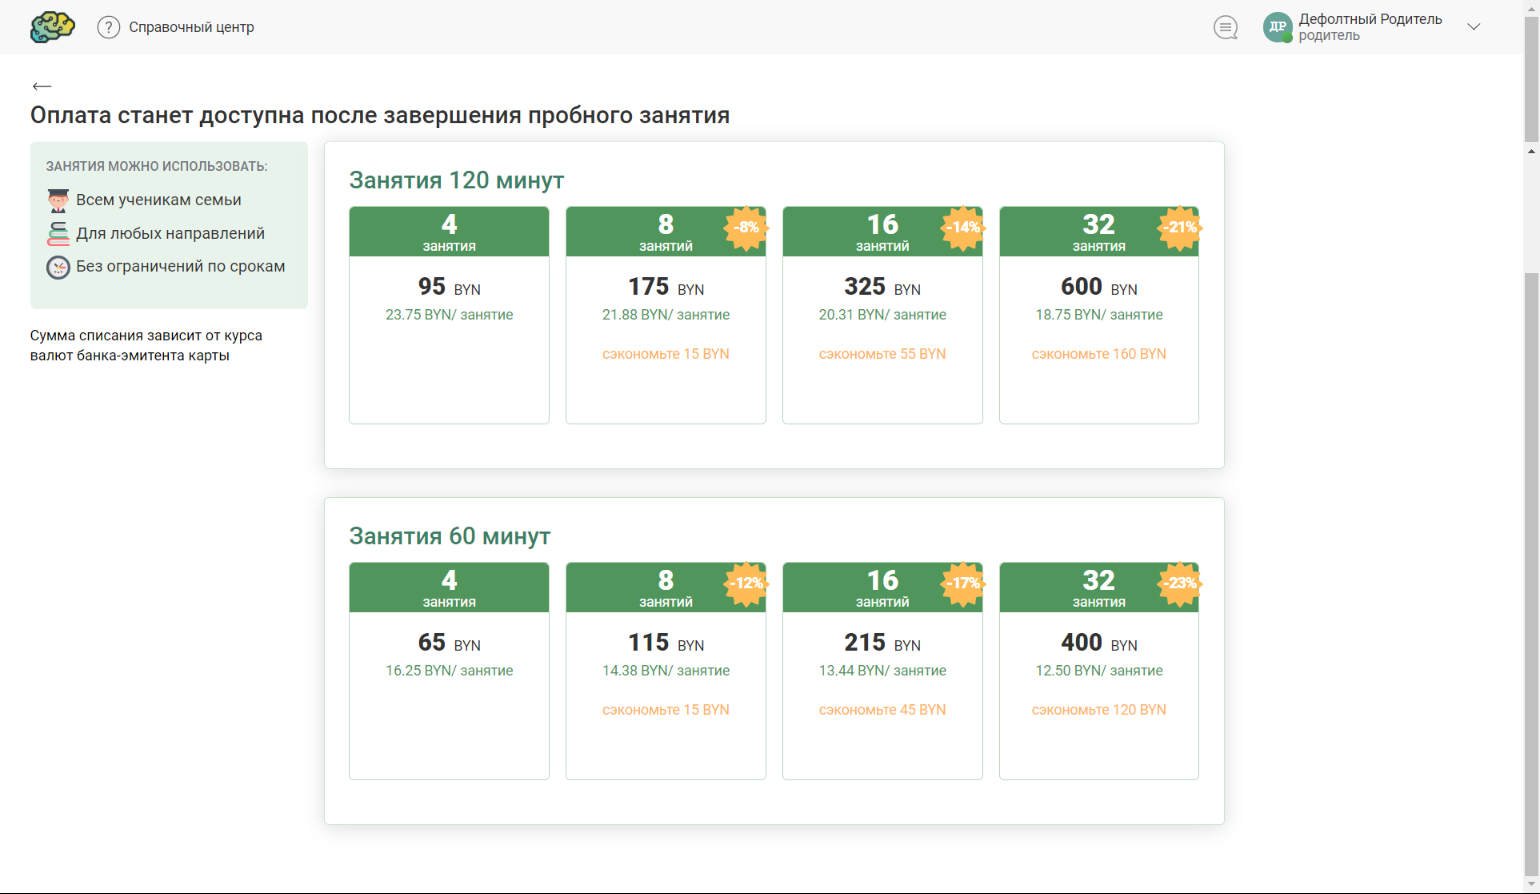 Справочный центр
ДР
Дефолтный Родитель
родитель
Оплата станет доступна после завершения пробного занятия
ЗАНЯТИЯ МОЖНО ИСПОЛЬЗОВАТЬ:
Всем ученикам семьи
Для любых направлений
Без ограничений по срокам
Сумма списания зависит от курса
валют банка-эмитента карты
Занятия 120 минут
4
занятия
95 BYN
23.75 BYN/ занятие
8
занятий
-8%
175 BYN
21.88 BYN/ занятие
сэкономьте 15 BYN
16
занятий
-14%
325 BYN
20.31 BYN/ занятие
сэкономьте 55 BYN
32
занятия
-21%
600 BYN
18.75 BYN/ занятие
сэкономьте 160 BYN
Занятия 60 минут
4
занятия
65 BYN
16.25 BYN/ занятие
8
занятий
-12%
115 BYN
14.38 BYN/ занятие
сэкономьте 15 BYN
16
занятий
-17%
215 BYN
13.44 BYN/ занятие
сэкономьте 45 BYN
32
занятия
-23%
400 BYN
12.50 BYN/ занятие
сэкономьте 120 BYN